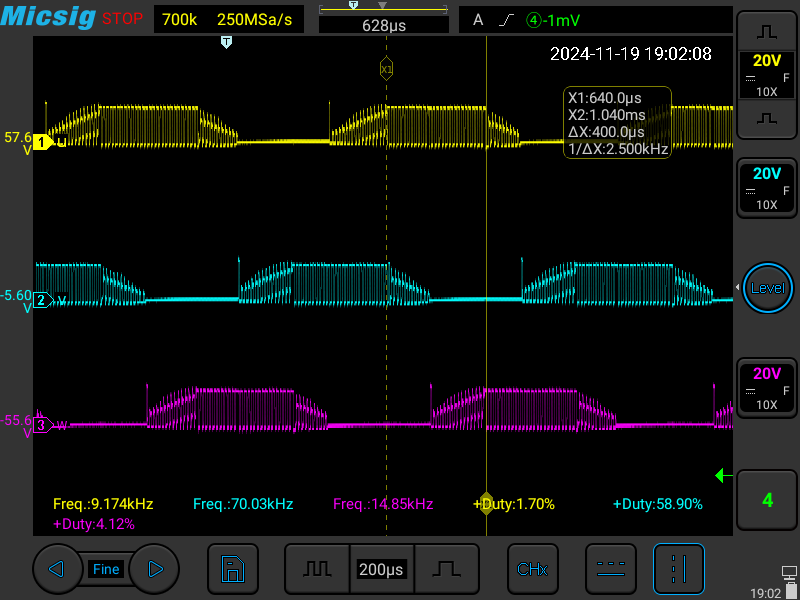 Micsig STOP 700k 250MSa/s T 628µs A 4 -1mV
T 2024-11-19 19:02:08 20V
F
10X
X1
X1:640.0µs
X2:1.040ms
ΔX:400.0µs
1/ΔX:2.500kHz
57.6
V 1 U
20V
F
10X
-5.60
V 2 V
Level
20V
F
10X
-55.6
V 3 W
Freq.:9.174kHz Freq.:70.03kHz Freq.:14.85kHz +Duty:1.70% +Duty:58.90%
+Duty:4.12%
4
Fine 200µs CHx
19:02